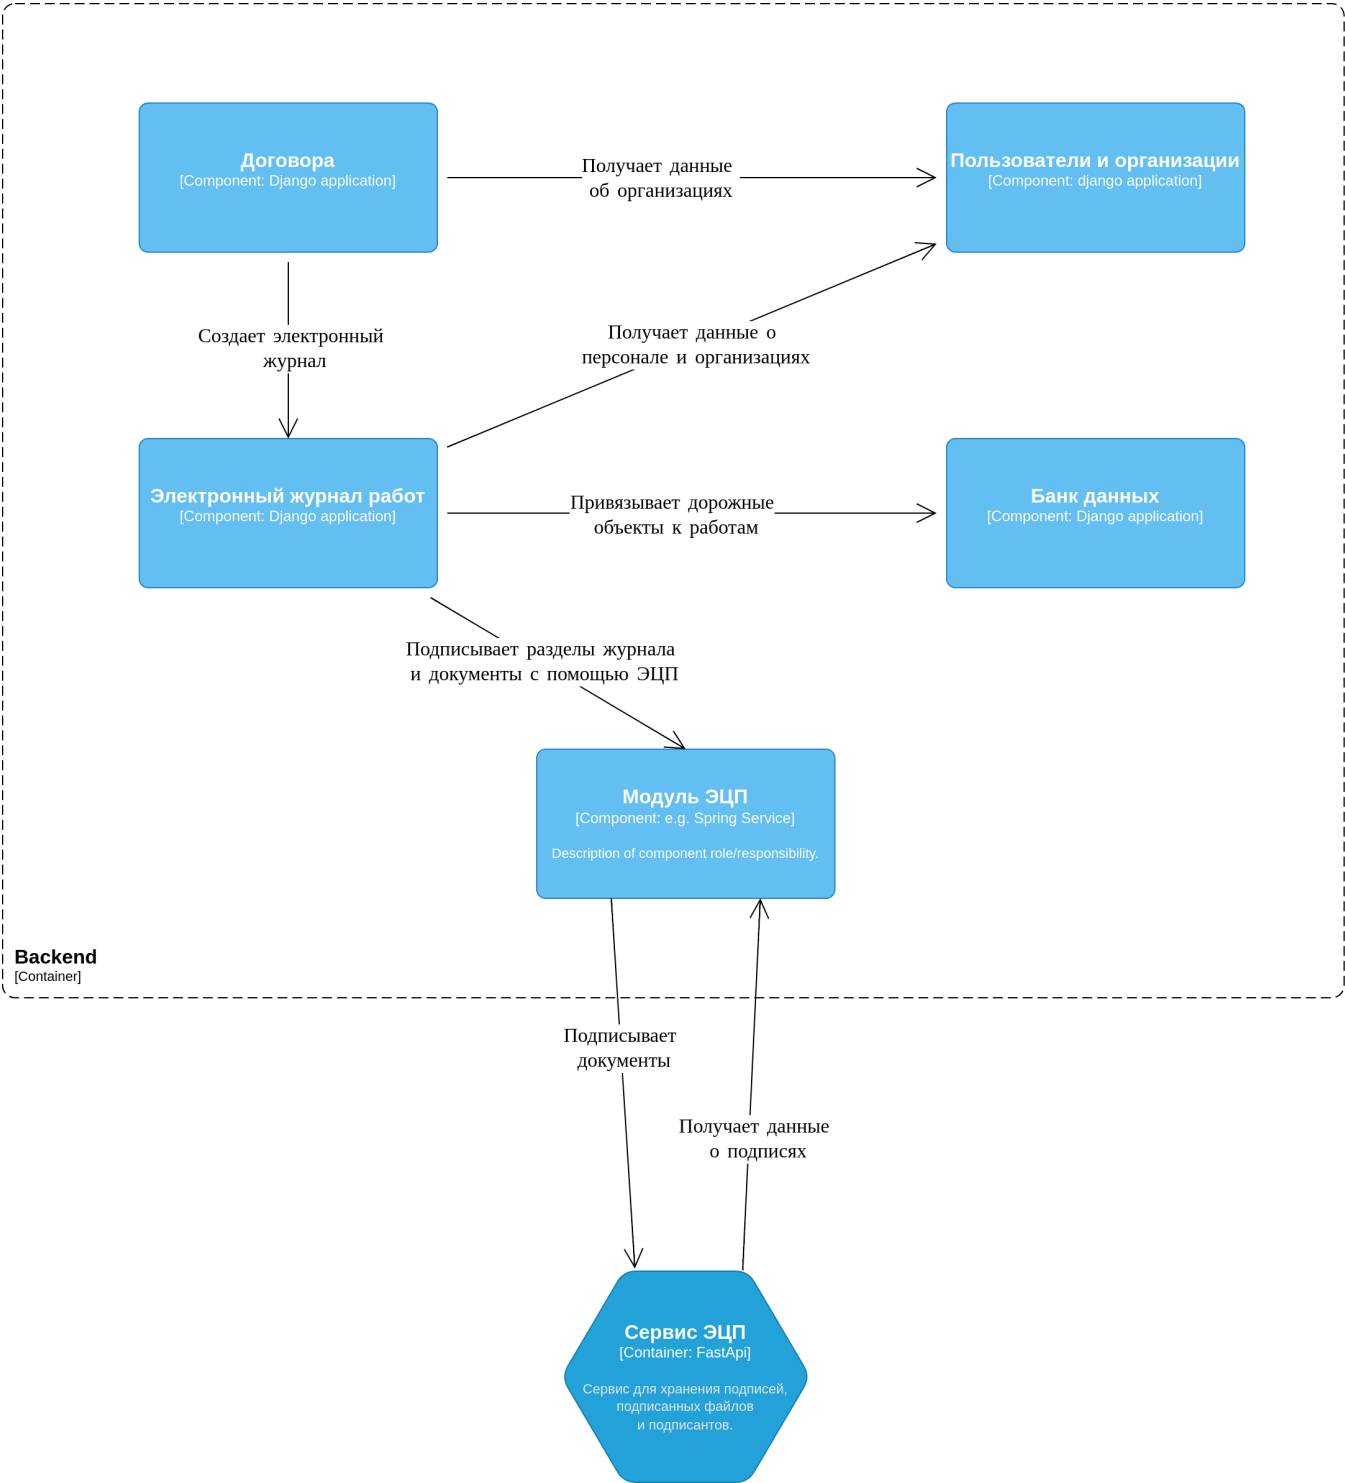 Договора
[Component: Django application]
Получает данные
об организациях
Пользователи и организации
[Component: django application]
Создает электронный
журнал
Получает данные о
персонале и организациях
Электронный журнал работ
[Component: Django application]
Привязывает дорожные
объекты к работам
Банк данных
[Component: Django application]
Подписывает разделы журнала
и документы с помощью ЭЦП
Модуль ЭЦП
[Component: e.g. Spring Service]
Description of component role/responsibility.
Backend
[Container]
Подписывает
документы
Получает данные
о подписях
Сервис ЭЦП
[Container: FastApi]
Сервис для хранения подписей,
подписанных файлов
и подписантов.